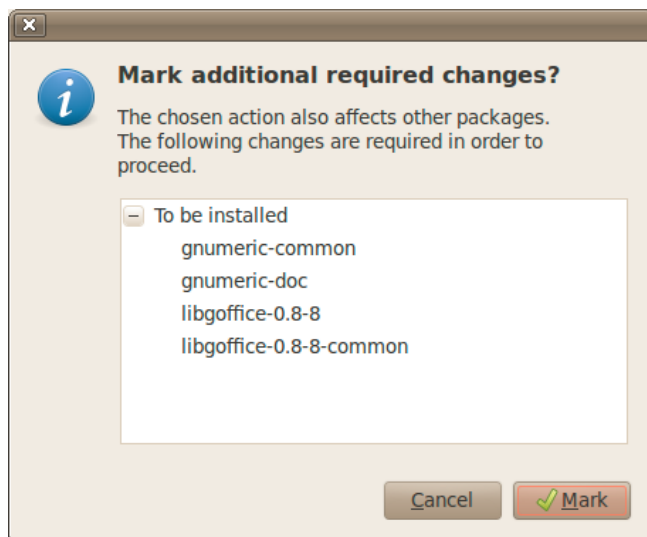 Mark additional required changes?
The chosen action also affects other packages.
The following changes are required in order to
proceed.
To be installed
gnumeric-common
gnumeric-doc
libgoffice-0.8-8
libgoffice-0.8-8-common
Cancel
Mark